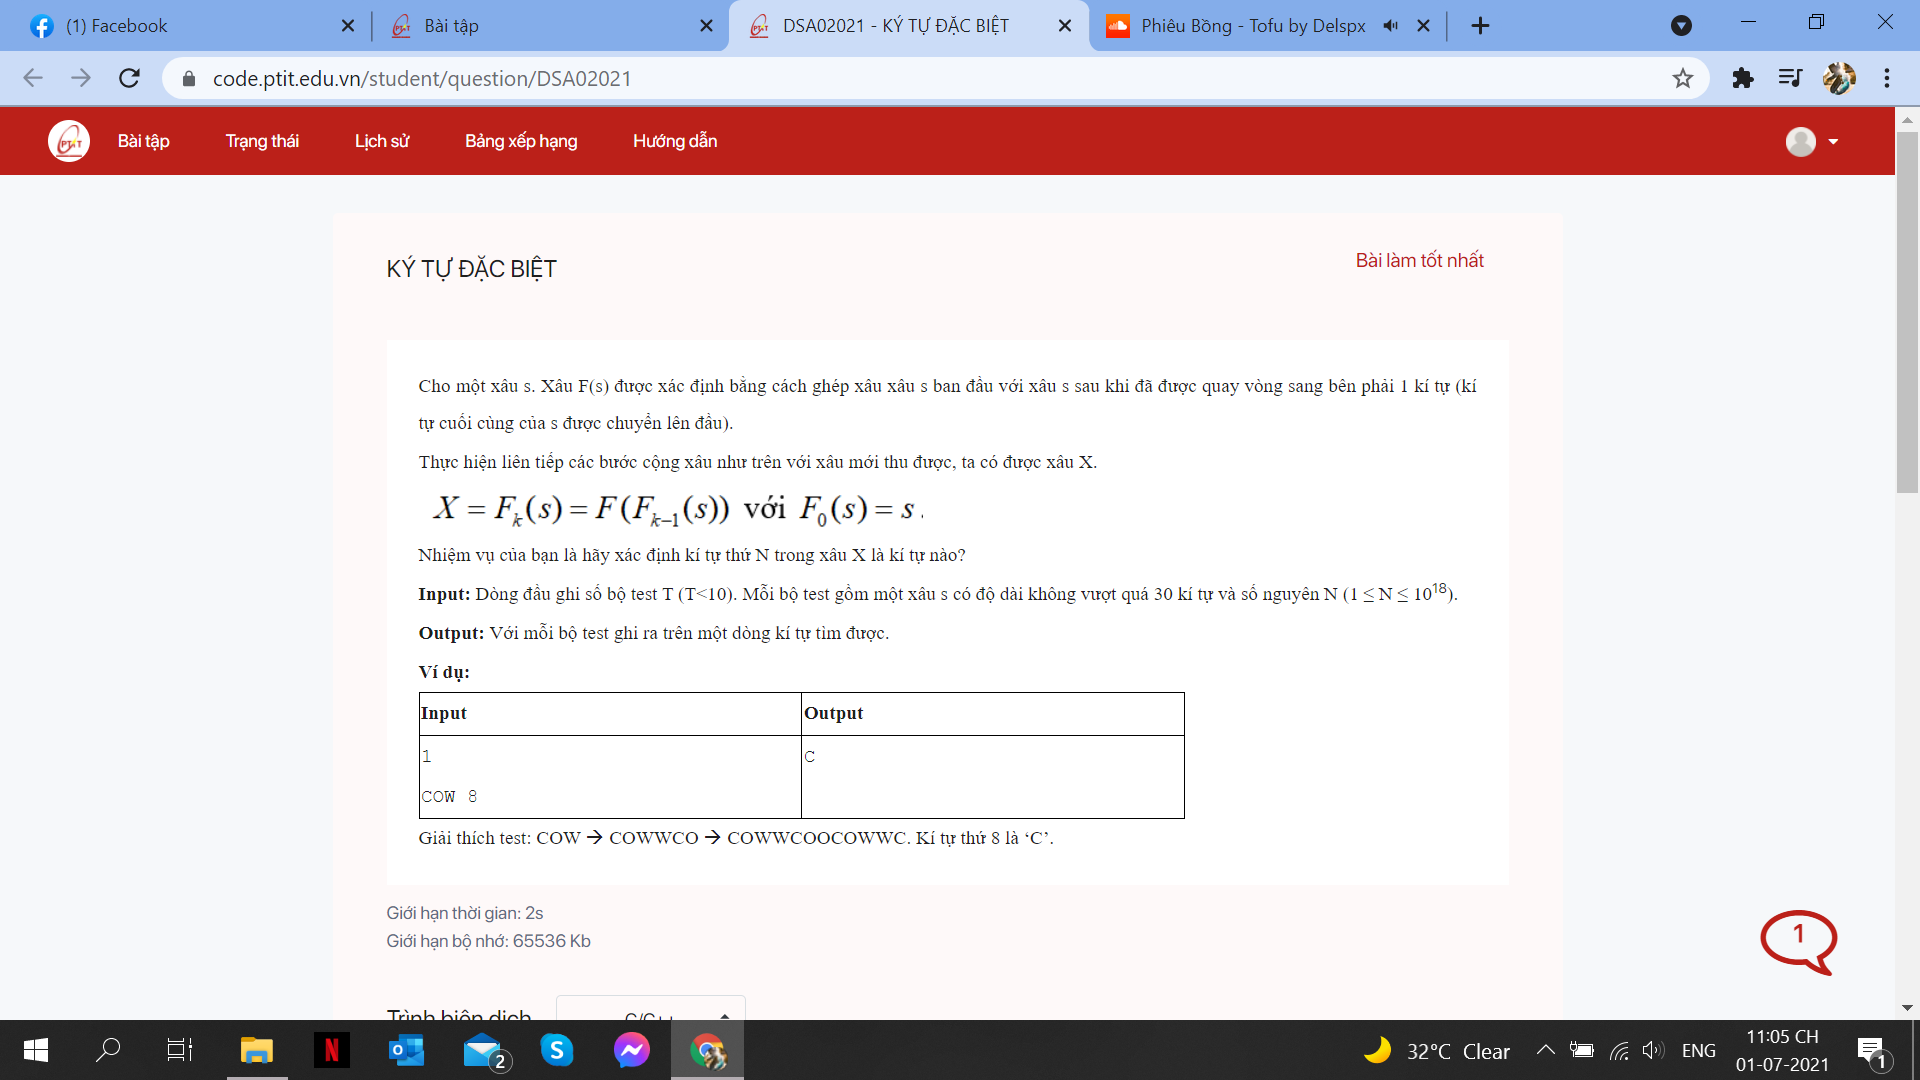 (1) Facebook
Bài tập
DSA02021 - KÝ TỰ ĐẶC BIỆT
Phiêu Bồng - Tofu by Delspx
code.ptit.edu.vn/student/question/DSA02021
PTIT
Bài tập
Trạng thái
Lịch sử
Bảng xếp hạng
Hướng dẫn
KÝ TỰ ĐẶC BIỆT
Bài làm tốt nhất
Cho một xâu s. Xâu F(s) được xác định bằng cách ghép xâu xâu s ban đầu với xâu s sau khi đã được quay vòng sang bên phải 1 kí tự (kí
tự cuối cùng của s được chuyển lên đầu).
Thực hiện liên tiếp các bước cộng xâu như trên với xâu mới thu được, ta có được xâu X.
X = Fₖ(s) = F(Fₖ₋₁(s)) với F₀(s) = s.
Nhiệm vụ của bạn là hãy xác định kí tự thứ N trong xâu X là kí tự nào?
Input: Dòng đầu ghi số bộ test T (T<10). Mỗi bộ test gồm một xâu s có độ dài không vượt quá 30 kí tự và số nguyên N (1 ≤ N ≤ 10¹⁸).
Output: Với mỗi bộ test ghi ra trên một dòng kí tự tìm được.
Ví dụ:
Input
Output
1
C
COW 8
Giải thích test: COW → COWWCO → COWWCOOCOWWC. Kí tự thứ 8 là ‘C’.
Giới hạn thời gian: 2s
Giới hạn bộ nhớ: 65536 Kb
1
Trình biên dịch
C/C++
N
2
S
32°C Clear
ENG
11:05 CH
01-07-2021
1